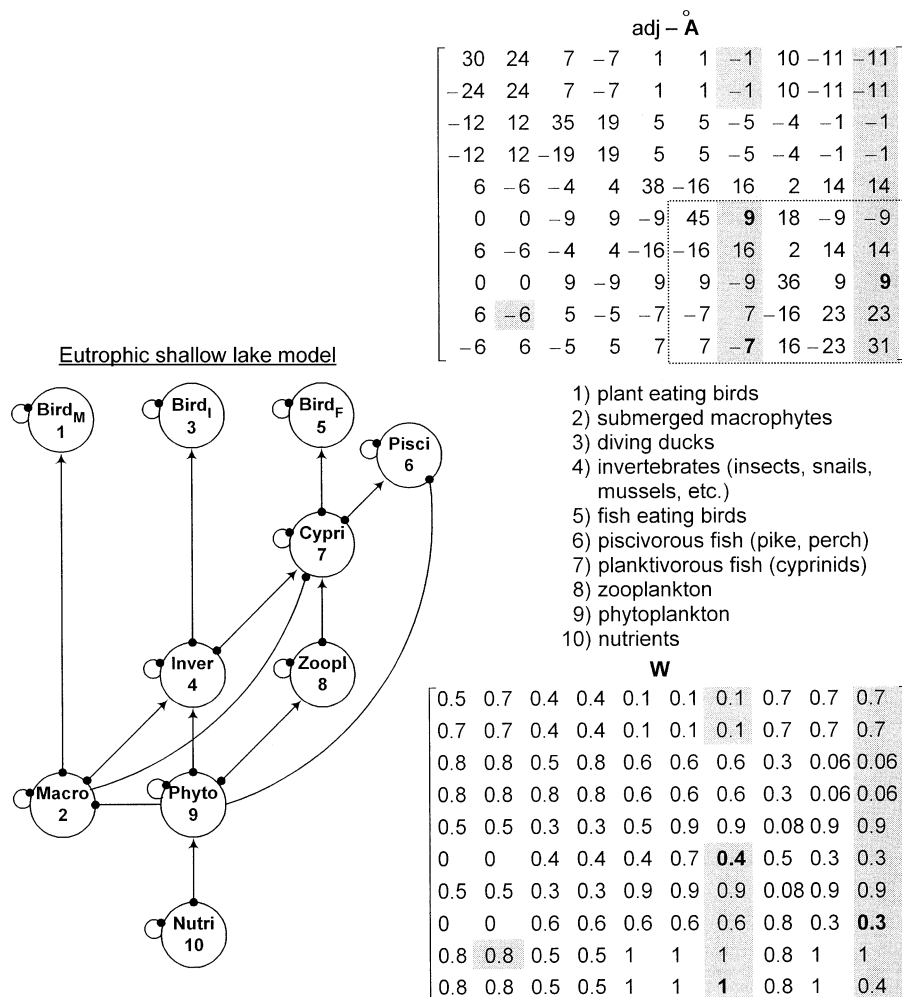 adj – Å
30 24 7 –7 1 1 –1 10 –11 –11
–24 24 7 –7 1 1 –1 10 –11 –11
–12 12 35 19 5 5 –5 –4 –1 –1
–12 12 –19 19 5 5 –5 –4 –1 –1
6 –6 –4 4 38 –16 16 2 14 14
0 0 –9 9 –9 45 9 18 –9 –9
6 –6 –4 4 –16 –16 16 2 14 14
0 0 9 –9 9 9 –9 36 9 9
6 –6 5 –5 –7 –7 7 –16 23 23
–6 6 –5 5 7 7 –7 16 –23 31
Eutrophic shallow lake model
Bird_M
1
Bird_I
3
Bird_F
5
Pisci
6
Cypri
7
Inver
4
Zoopl
8
Macro
2
Phyto
9
Nutri
10
1) plant eating birds
2) submerged macrophytes
3) diving ducks
4) invertebrates (insects, snails,
mussels, etc.)
5) fish eating birds
6) piscivorous fish (pike, perch)
7) planktivorous fish (cyprinids)
8) zooplankton
9) phytoplankton
10) nutrients
W
0.5 0.7 0.4 0.4 0.1 0.1 0.1 0.7 0.7 0.7
0.7 0.7 0.4 0.4 0.1 0.1 0.1 0.7 0.7 0.7
0.8 0.8 0.5 0.8 0.6 0.6 0.6 0.3 0.06 0.06
0.8 0.8 0.8 0.8 0.6 0.6 0.6 0.3 0.06 0.06
0.5 0.5 0.3 0.3 0.5 0.9 0.9 0.08 0.9 0.9
0 0 0.4 0.4 0.4 0.7 0.4 0.5 0.3 0.3
0.5 0.5 0.3 0.3 0.9 0.9 0.9 0.08 0.9 0.9
0 0 0.6 0.6 0.6 0.6 0.6 0.8 0.3 0.3
0.8 0.8 0.5 0.5 1 1 1 0.8 1 1
0.8 0.8 0.5 0.5 1 1 1 0.8 1 0.4